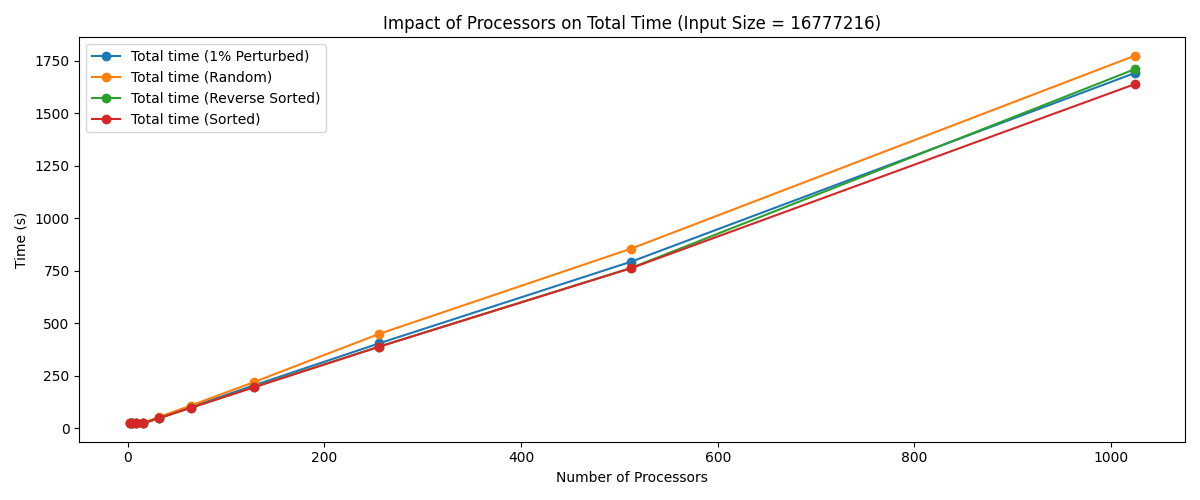 Impact of Processors on Total Time (Input Size = 16777216)
Total time (1% Perturbed)
Total time (Random)
Total time (Reverse Sorted)
Total time (Sorted)
Time (s)
1750
1500
1250
1000
750
500
250
0
0 200 400 600 800 1000
Number of Processors